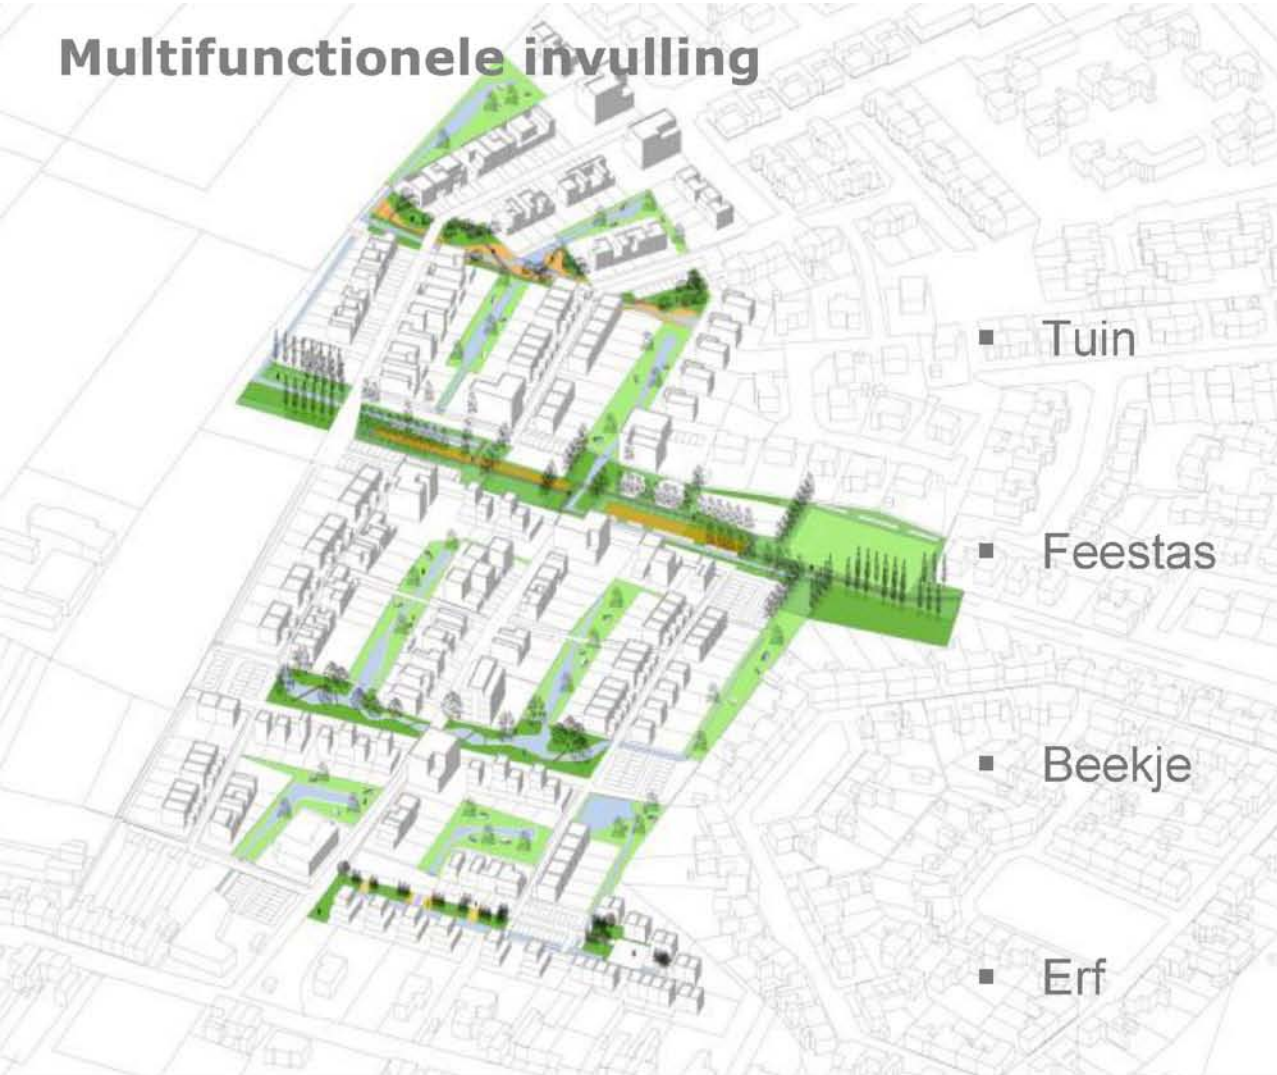 Multifunctionele invulling
▪ Tuin
▪ Feestas
▪ Beekje
▪ Erf